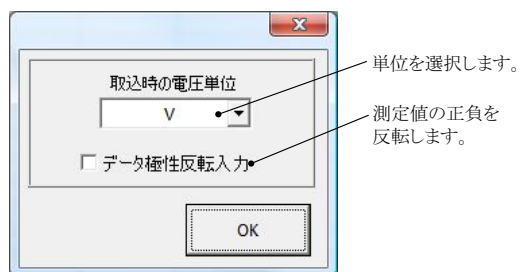 取込時の電圧単位
V
データ極性反転入力
OK
単位を選択します。
測定値の正負を
反転します。